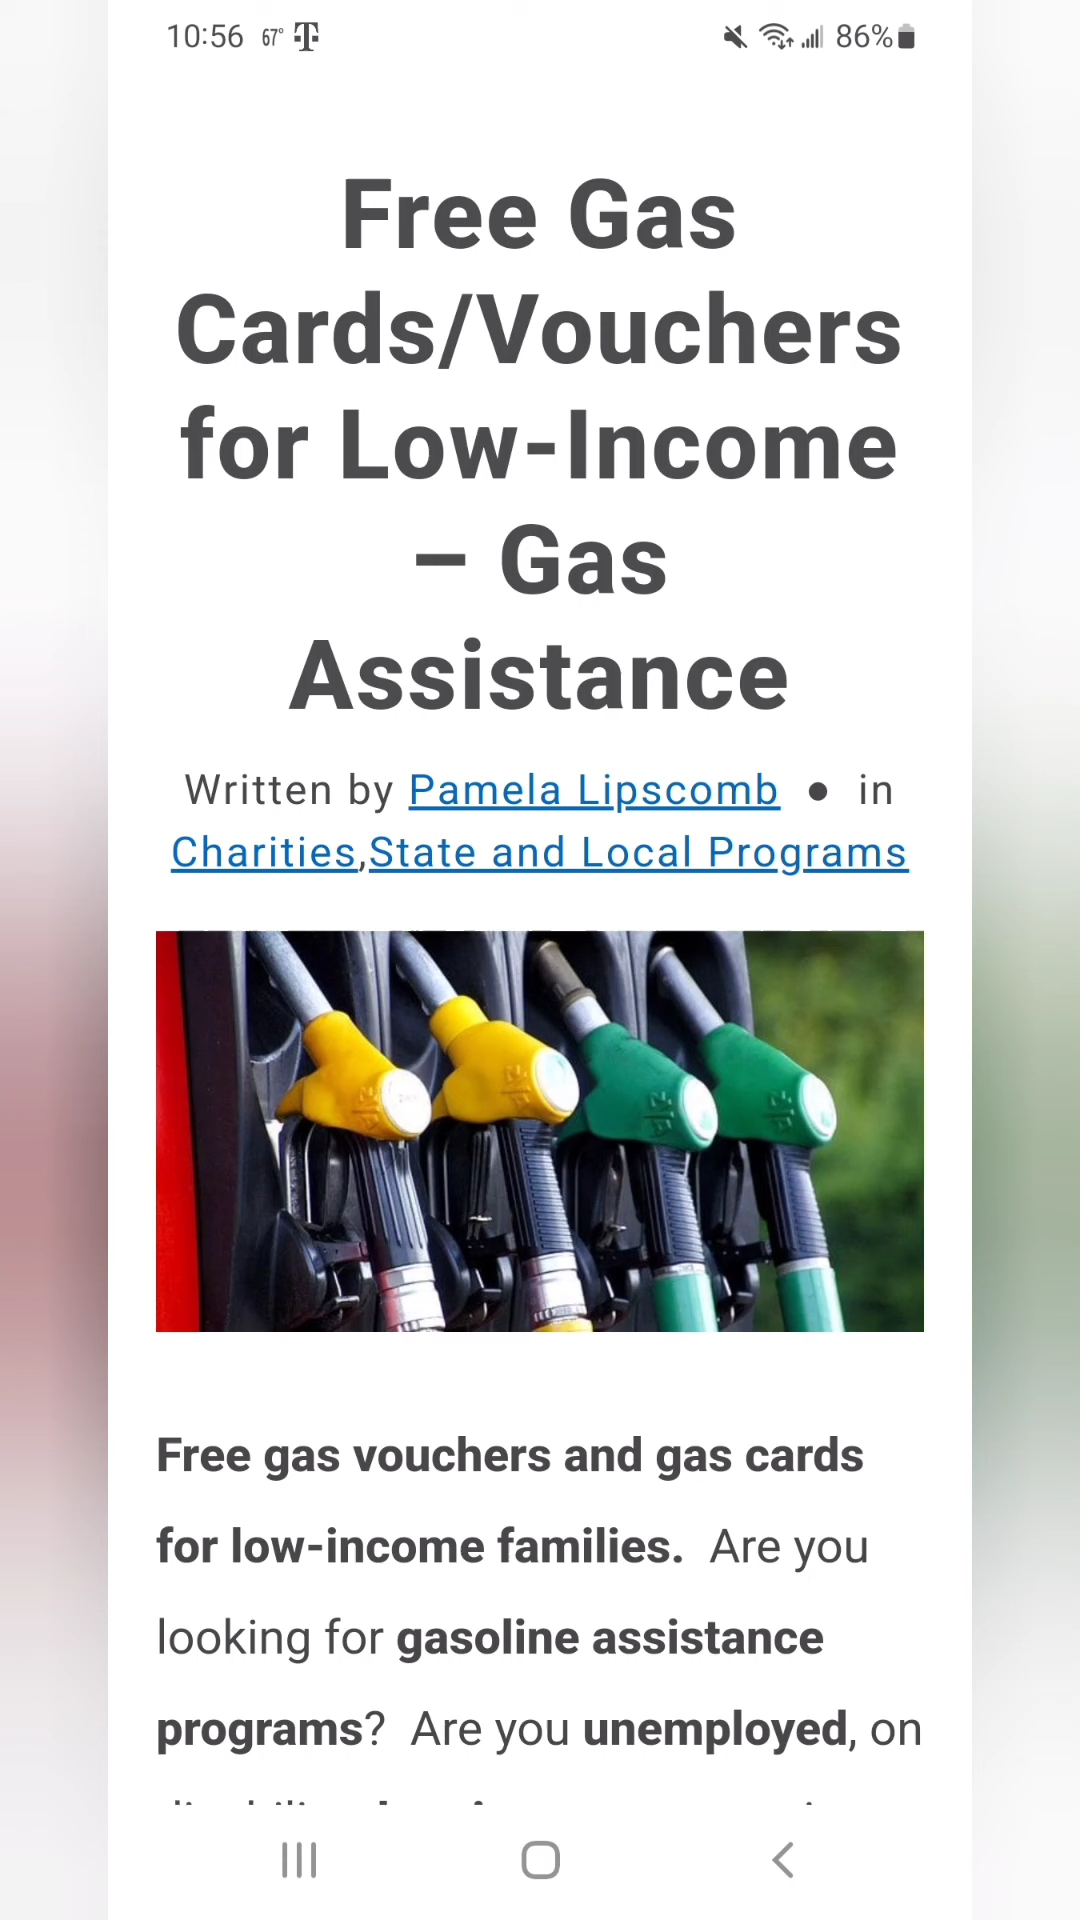 10:56 67° T
86%
Free Gas
Cards/Vouchers
for Low-Income
– Gas
Assistance
Written by Pamela Lipscomb • in
Charities,State and Local Programs
Free gas vouchers and gas cards
for low-income families. Are you
looking for gasoline assistance
programs? Are you unemployed, on